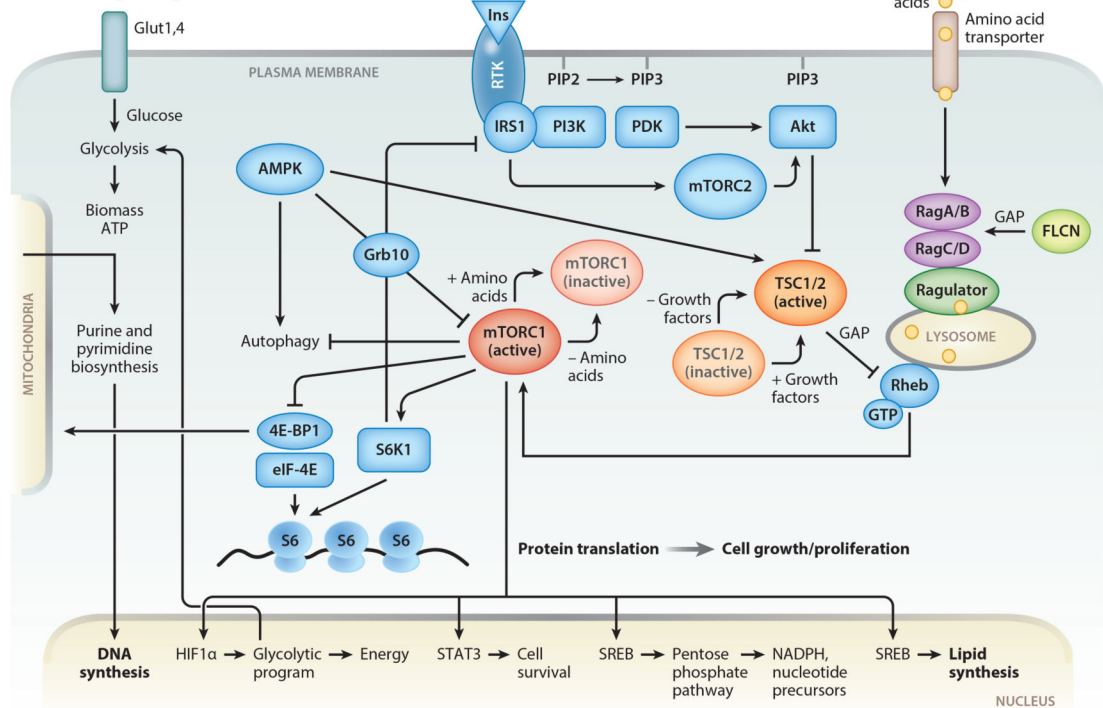 acids
Ins
Glut1,4
Amino acid
transporter
PLASMA MEMBRANE
RTK
PIP2
PIP3
PIP3
Glucose
IRS1
PI3K
PDK
Akt
Glycolysis
AMPK
mTORC2
Biomass
ATP
RagA/B
GAP
FLCN
RagC/D
Grb10
+ Amino
acids
mTORC1
(inactive)
TSC1/2
(active)
Ragulator
– Growth
factors
MITOCHONDRIA
Purine and
pyrimidine
biosynthesis
Autophagy
mTORC1
(active)
– Amino
acids
TSC1/2
(inactive)
GAP
LYSOSOME
+ Growth
factors
Rheb
GTP
4E-BP1
S6K1
eIF-4E
S6
S6
S6
Protein translation
Cell growth/proliferation
DNA
synthesis
HIF1α
Glycolytic
program
Energy
STAT3
Cell
survival
SREB
Pentose
phosphate
pathway
NADPH,
nucleotide
precursors
SREB
Lipid
synthesis
NUCLEUS